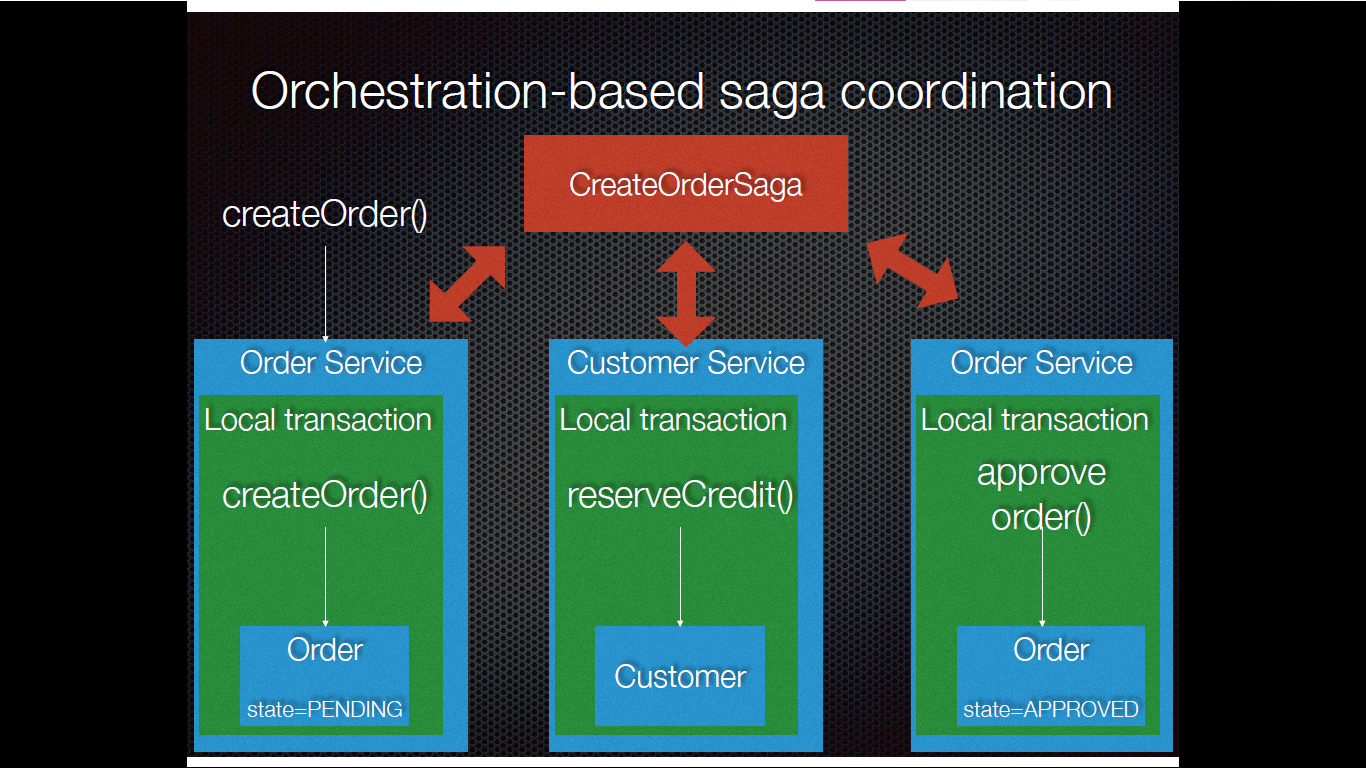 Orchestration-based saga coordination
CreateOrderSaga
createOrder()
Order Service
Local transaction
createOrder()
Order
state=PENDING
Customer Service
Local transaction
reserveCredit()
Customer
Order Service
Local transaction
approve
order()
Order
state=APPROVED